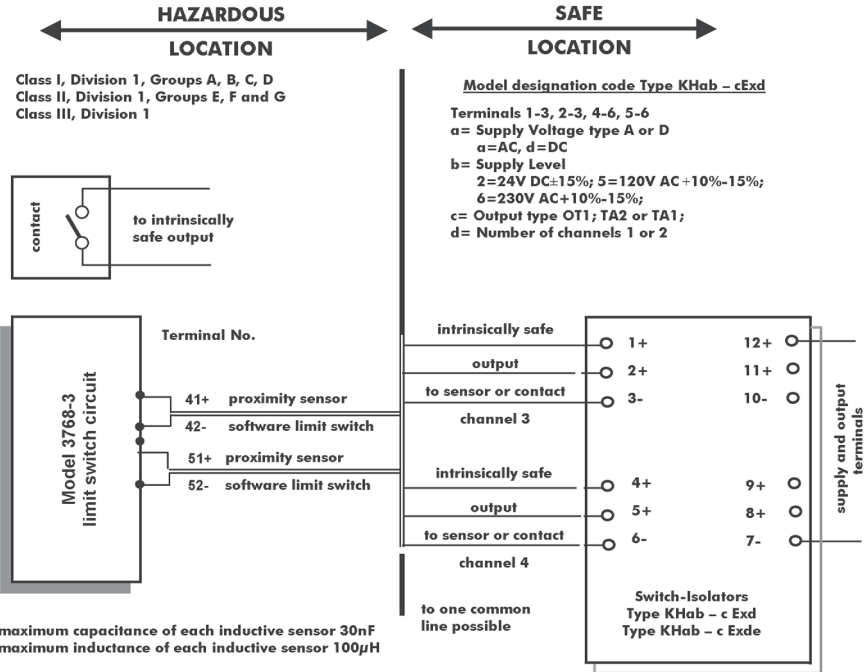 HAZARDOUS
LOCATION
SAFE
LOCATION
Class I, Division 1, Groups A, B, C, D
Class II, Division 1, Groups E, F and G
Class III, Division 1
Model designation code Type KHab – cExd
Terminals 1-3, 2-3, 4-6, 5-6
a= Supply Voltage type A or D
a=AC, d=DC
b= Supply Level
2=24V DC±15%; 5=120V AC +10%-15%;
6=230V AC+10%-15%;
c= Output type OT1; TA2 or TA1;
d= Number of channels 1 or 2
contact
to intrinsically
safe output
Model 3768-3
limit switch circuit
Terminal No.
41+ proximity sensor
42- software limit switch
51+ proximity sensor
52- software limit switch
intrinsically safe
output
to sensor or contact
channel 3
intrinsically safe
output
to sensor or contact
channel 4
to one common
line possible
1+ 12+
2+ 11+
3- 10-
4+ 9+
5+ 8+
6- 7-
supply and output
terminals
Switch-Isolators
Type KHab – c Exd
Type KHab – c Exde
maximum capacitance of each inductive sensor 30nF
maximum inductance of each inductive sensor 100µH